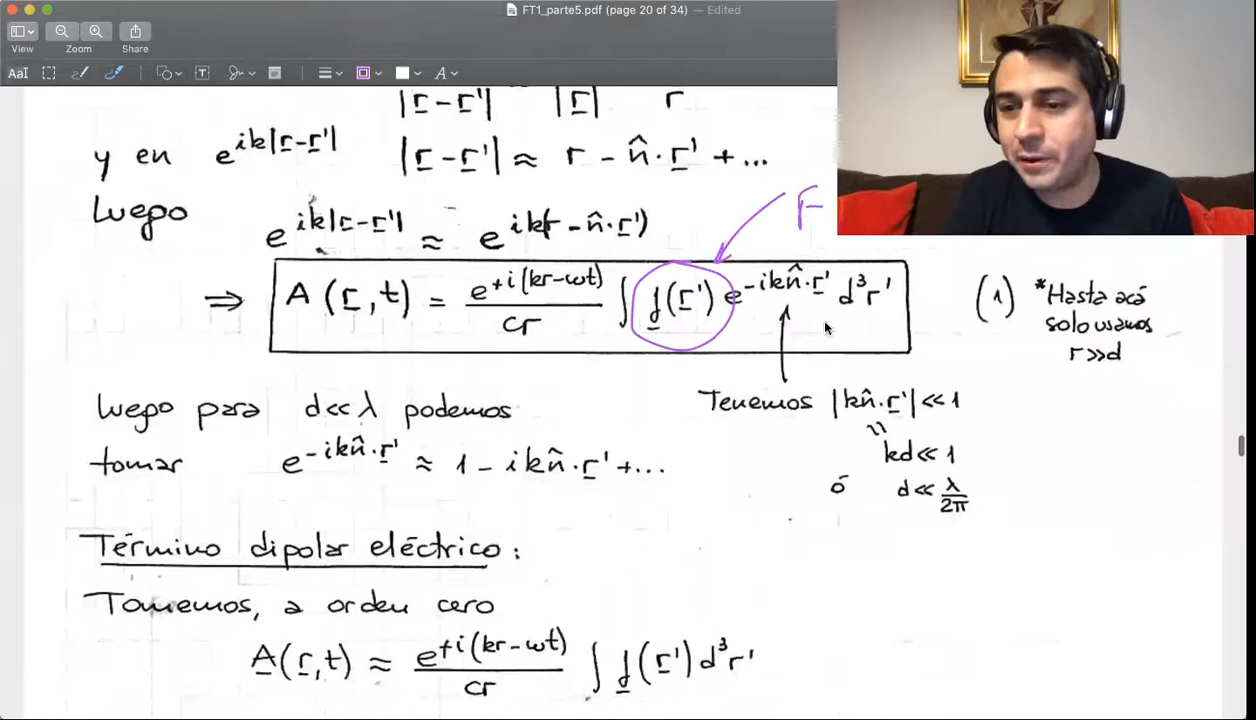 FT1_parte5.pdf (page 20 of 34) — Edited
View Zoom Share
AaI T A
|r-r'| |r| r
y en e^{ik|r-r'|} |r-r'| ≈ r - n̂·r' + ...
Luego
e^{ik|r-r'|} ≈ e^{ik(r - n̂·r')}
F
⇒ A(r,t) = e^{+i(kr-ωt)}/cr ∫ j(r') e^{-ikn̂·r'} d³r' (1) *Hasta acá
solo usamos
r>>d
luego para d<<λ podemos
Tenemos |kn̂·r'| <<1
tomar e^{-ikn̂·r'} ≈ 1 - ikn̂·r' + ...
kd<<1
ó d<< λ/2π
Término dipolar eléctrico:
Tomemos, a orden cero
A(r,t) ≈ e^{+i(kr-ωt)}/cr ∫ j(r') d³r'